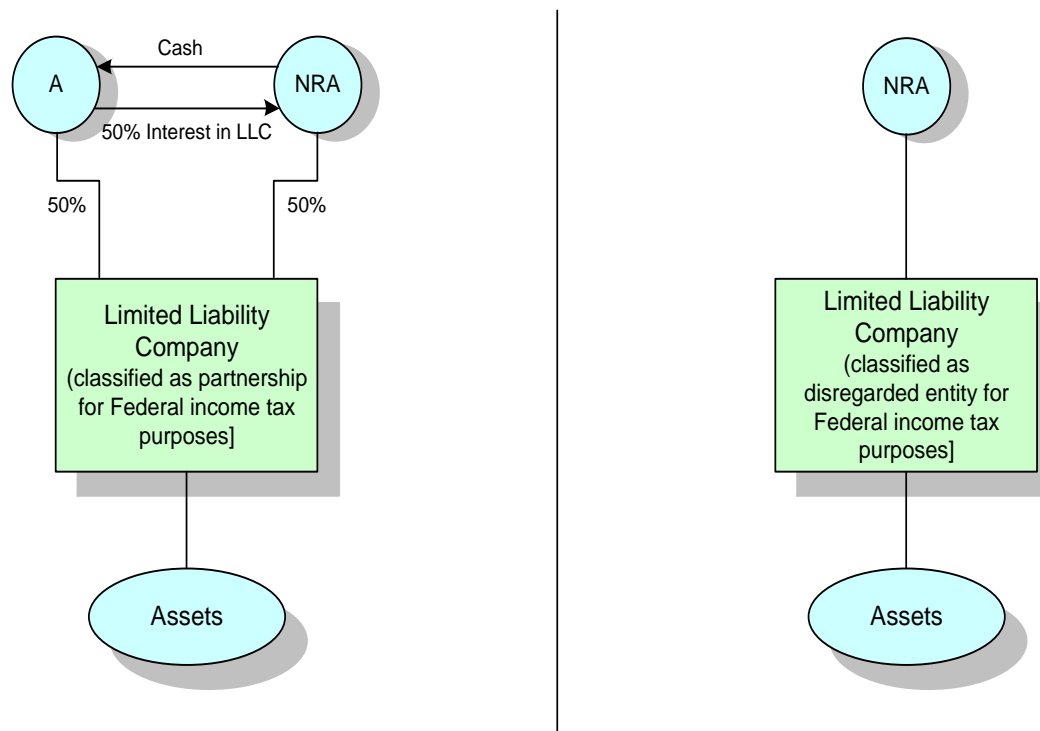 Cash
A
NRA
50% Interest in LLC
50%
50%
Limited Liability
Company
(classified as partnership
for Federal income tax
purposes]
Assets
NRA
Limited Liability
Company
(classified as
disregarded entity for
Federal income tax
purposes]
Assets